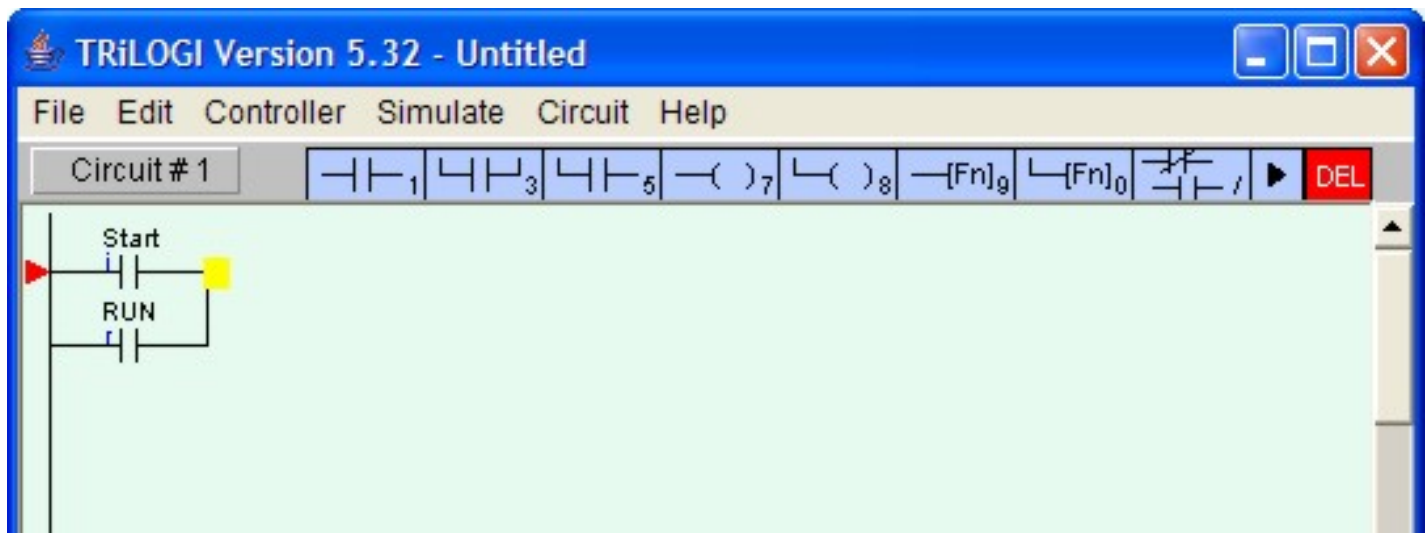 TRiLOGI Version 5.32 - Untitled
File Edit Controller Simulate Circuit Help
Circuit # 1 1 3 5 ( )7 ( )8 [Fn]9 [Fn]0 / DEL
Start
i
RUN
r